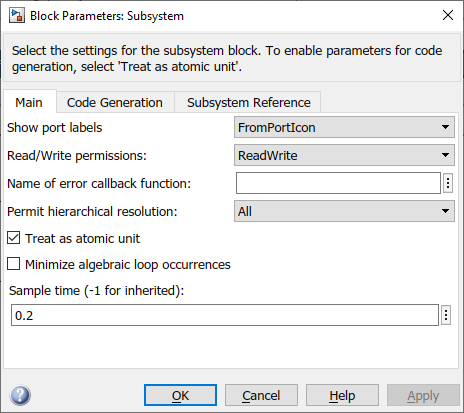 Block Parameters: Subsystem
Select the settings for the subsystem block. To enable parameters for code
generation, select 'Treat as atomic unit'.
Main Code Generation Subsystem Reference
Show port labels FromPortIcon
Read/Write permissions: ReadWrite
Name of error callback function:
Permit hierarchical resolution: All
Treat as atomic unit
Minimize algebraic loop occurrences
Sample time (-1 for inherited):
0.2
OK Cancel Help Apply